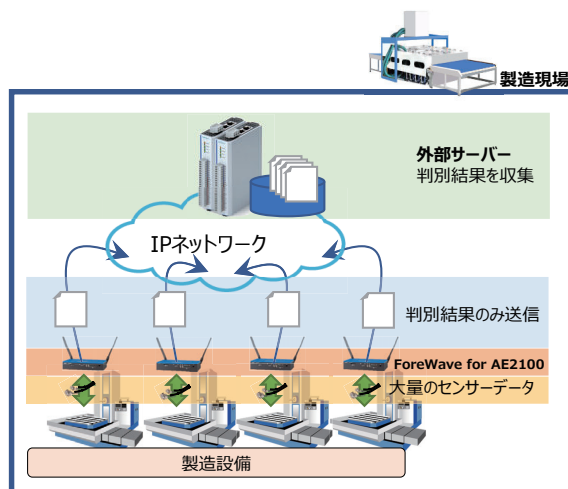 製造現場
外部サーバー
判別結果を収集
IPネットワーク
判別結果のみ送信
ForeWave for AE2100
大量のセンサーデータ
製造設備